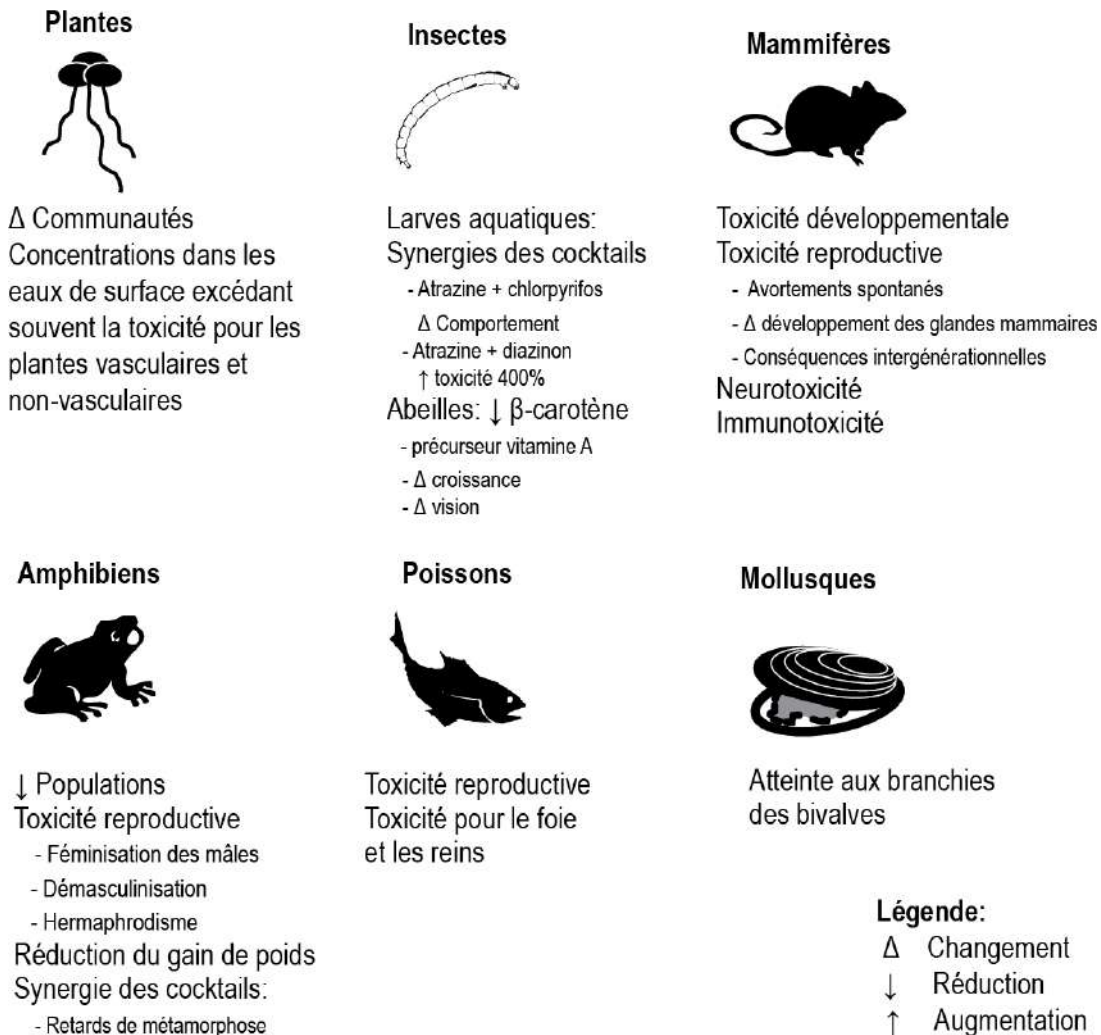 Plantes
Δ Communautés
Concentrations dans les
eaux de surface excédant
souvent la toxicité pour les
plantes vasculaires et
non-vasculaires
Insectes
Larves aquatiques:
Synergies des cocktails
- Atrazine + chlorpyrifos
Δ Comportement
- Atrazine + diazinon
↑ toxicité 400%
Abeilles: ↓ β-carotène
- précurseur vitamine A
- Δ croissance
- Δ vision
Mammifères
Toxicité développementale
Toxicité reproductive
- Avortements spontanés
- Δ développement des glandes mammaires
- Conséquences intergénérationnelles
Neurotoxicité
Immunotoxicité
Amphibiens
↓ Populations
Toxicité reproductive
- Féminisation des mâles
- Démasculinisation
- Hermaphrodisme
Réduction du gain de poids
Synergie des cocktails:
- Retards de métamorphose
Poissons
Toxicité reproductive
Toxicité pour le foie
et les reins
Mollusques
Atteinte aux branchies
des bivalves
Légende:
Δ Changement
↓ Réduction
↑ Augmentation